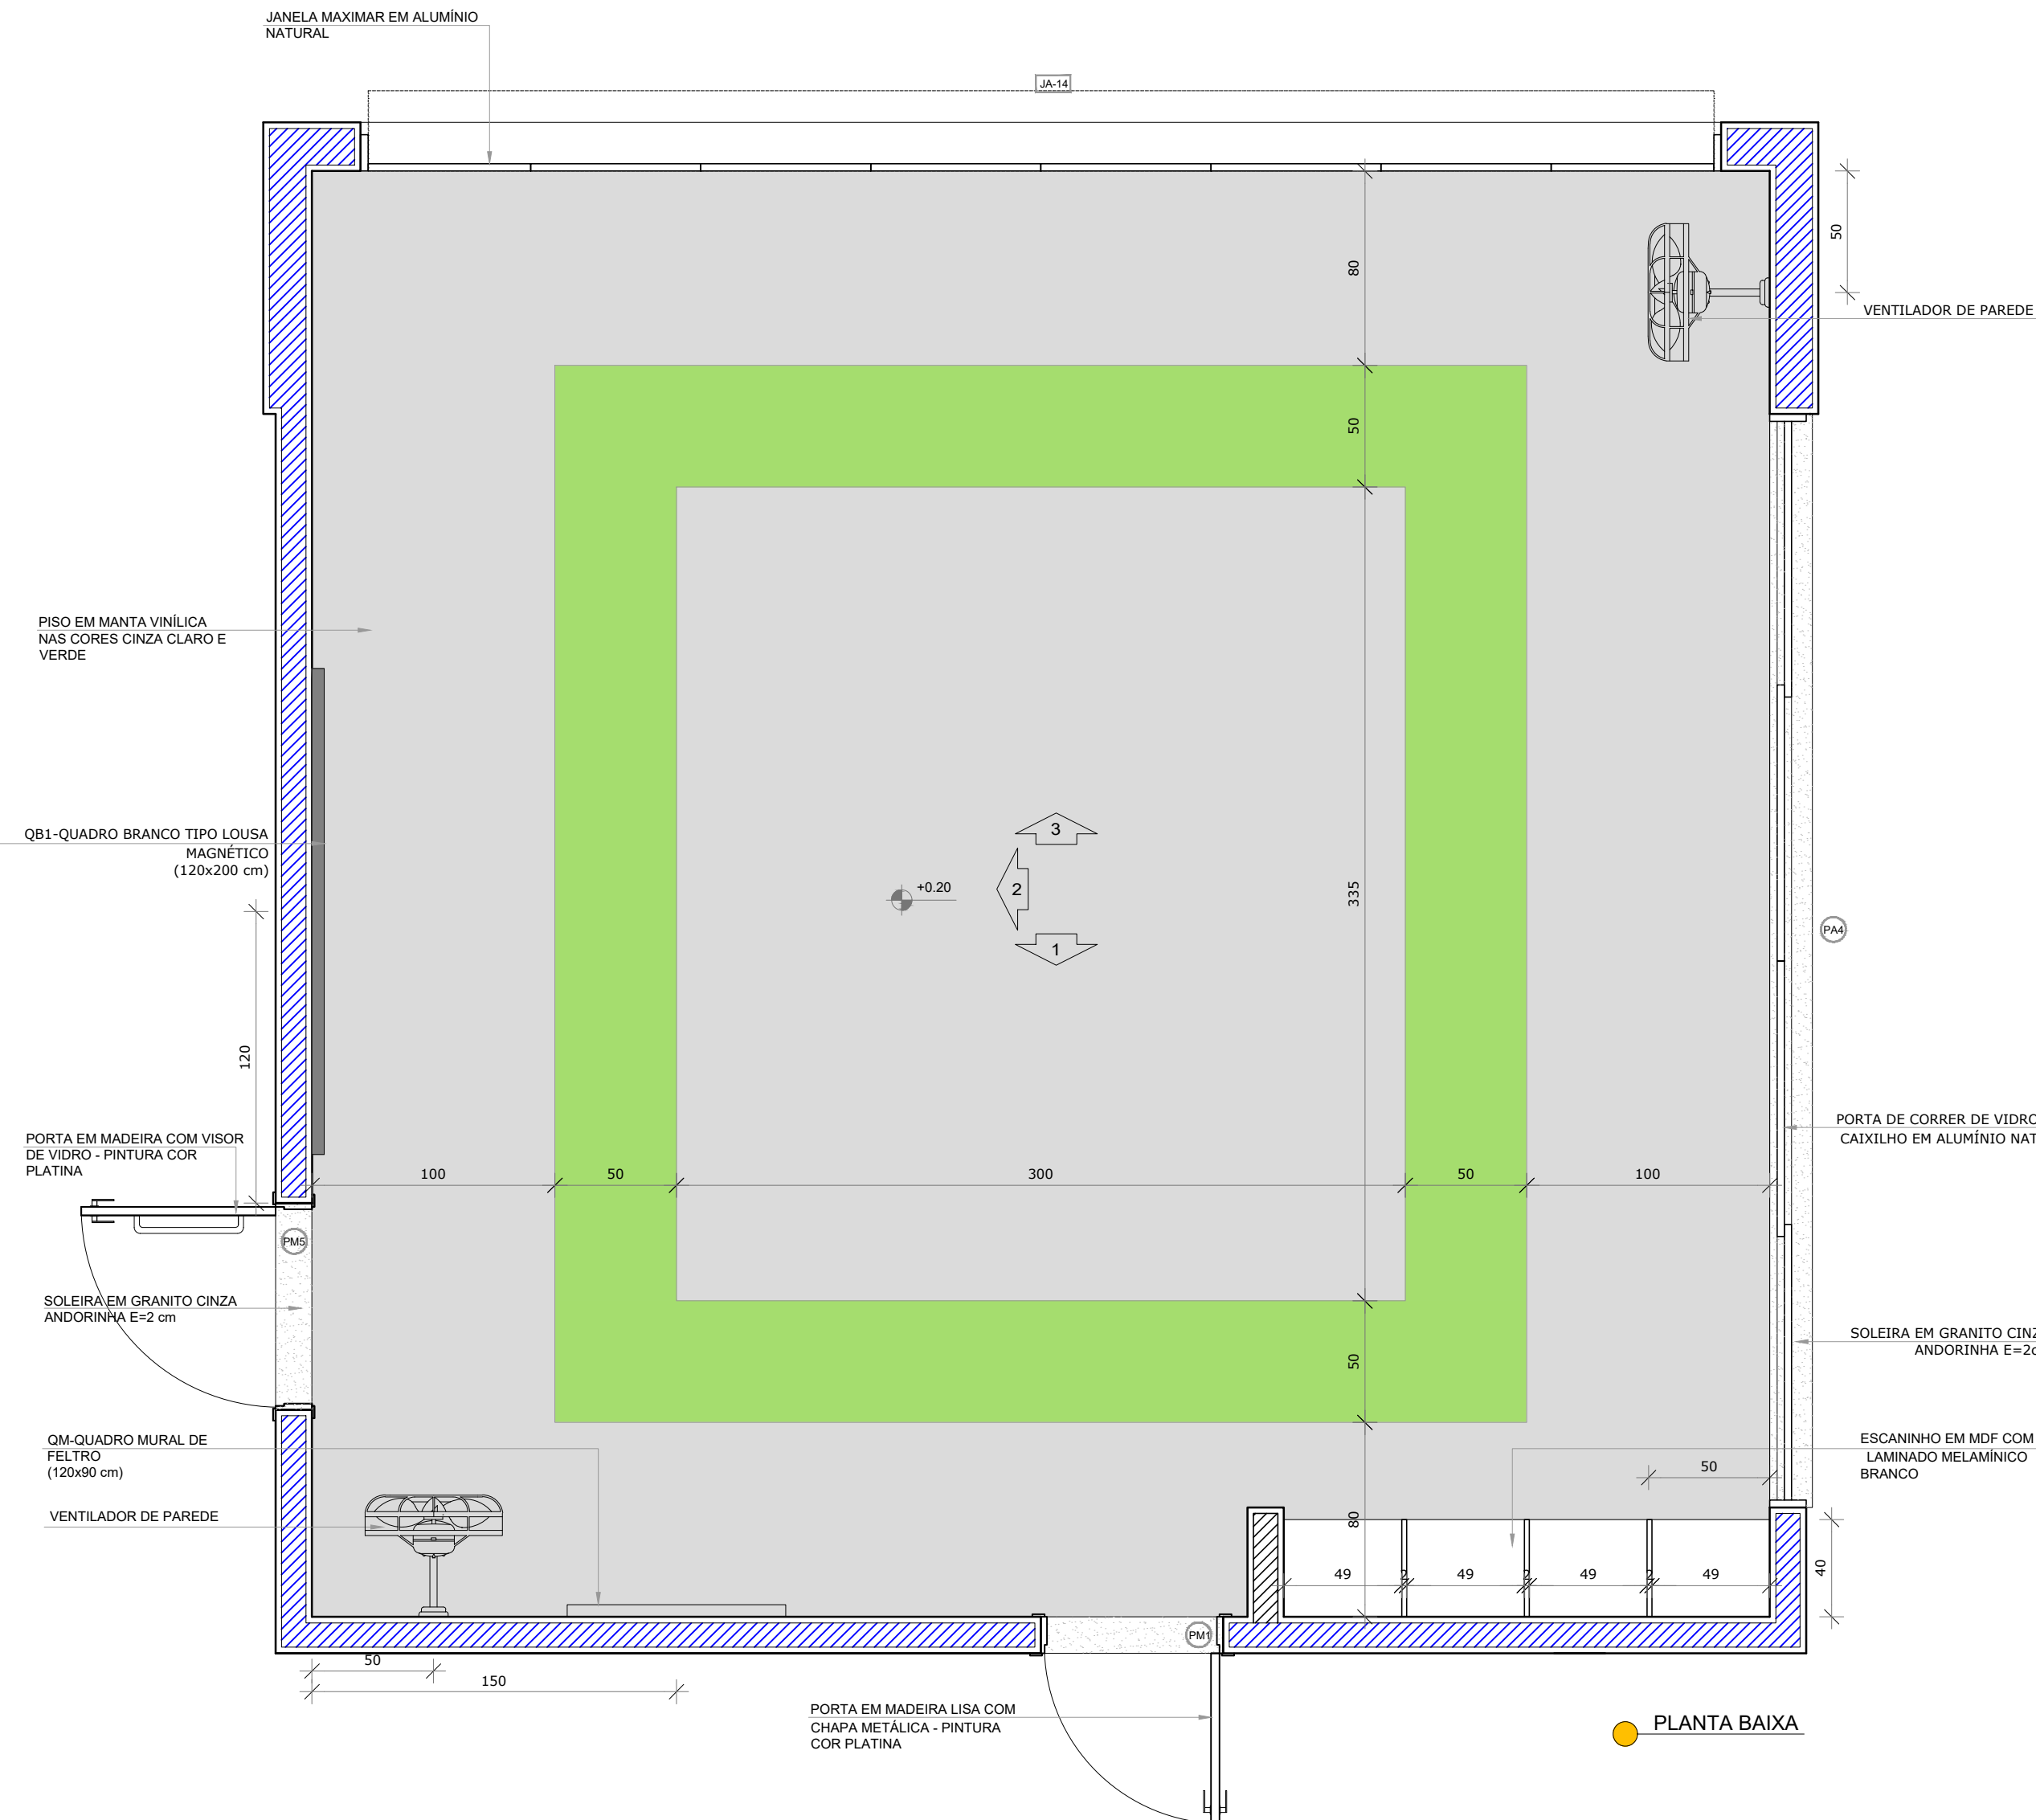 JANELA MAXIMAR EM ALUMÍNIO
NATURAL
JA-14
50
80
VENTILADOR DE PAREDE
50
PISO EM MANTA VINÍLICA
NAS CORES CINZA CLARO E
VERDE
QB1-QUADRO BRANCO TIPO LOUSA
MAGNÉTICO
(120x200 cm)
3
2
1
+0.20
335
PA4
120
PORTA EM MADEIRA COM VISOR
DE VIDRO - PINTURA COR
PLATINA
PORTA DE CORRER DE VIDRO
CAIXILHO EM ALUMÍNIO NAT
100
50
300
50
100
PM5
SOLEIRA EM GRANITO CINZA
ANDORINHA E=2 cm
SOLEIRA EM GRANITO CINZ
ANDORINHA E=2c
50
QM-QUADRO MURAL DE
FELTRO
(120x90 cm)
ESCANINHO EM MDF COM
LAMINADO MELAMÍNICO
BRANCO
50
VENTILADOR DE PAREDE
80
49
2
49
2
49
2
49
40
PM1
50
150
PORTA EM MADEIRA LISA COM
CHAPA METÁLICA - PINTURA
COR PLATINA
PLANTA BAIXA